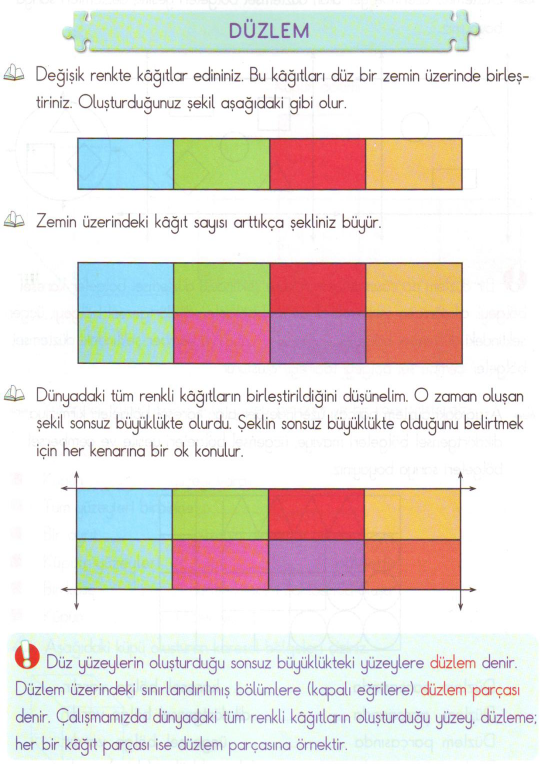 DÜZLEM
Değişik renkte kâğıtlar edininiz. Bu kâğıtları düz bir zemin üzerinde birleş-
tiriniz. Oluşturduğunuz şekil aşağıdaki gibi olur.
Zemin üzerindeki kâğıt sayısı arttıkça şekliniz büyür.
Dünyadaki tüm renkli kâğıtların birleştirildiğini düşünelim. O zaman oluşan
şekil sonsuz büyüklükte olurdu. Şeklin sonsuz büyüklükte olduğunu belirtmek
için her kenarına bir ok konulur.
Düz yüzeylerin oluşturduğu sonsuz büyüklükteki yüzeylere düzlem denir.
Düzlem üzerindeki sınırlandırılmış bölümlere (kapalı eğrilere) düzlem parçası
denir. Çalışmamızda dünyadaki tüm renkli kâğıtların oluşturduğu yüzey, düzleme;
her bir kâğıt parçası ise düzlem parçasına örnektir.